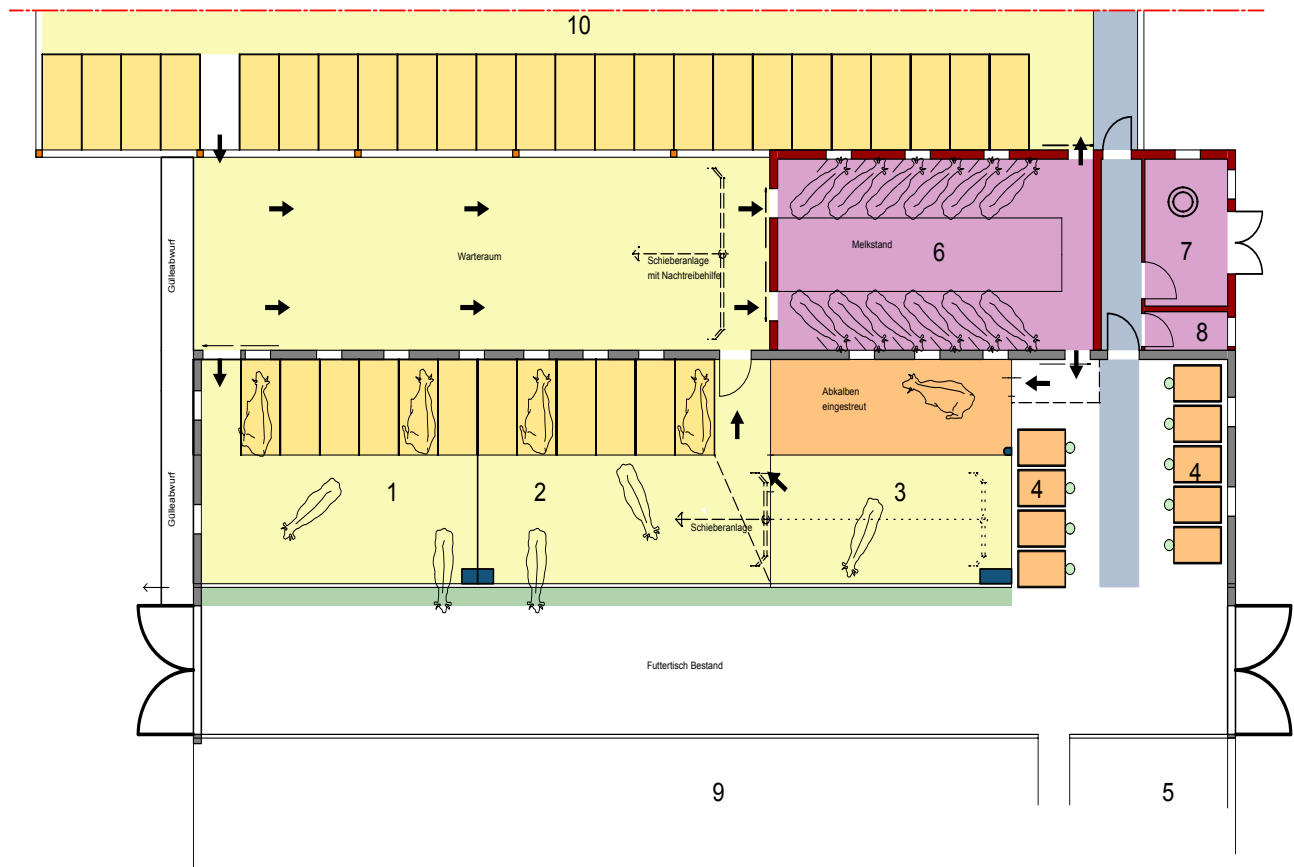 10
Gülleabwurf
Warteraum
Schieberanlage
mit Nachtreibehilfe
Melkstand
6
7
8
Abkalben
eingestreut
Gülleabwurf
1
2
Schieberanlage
3
4
4
Futtertisch Bestand
9
5